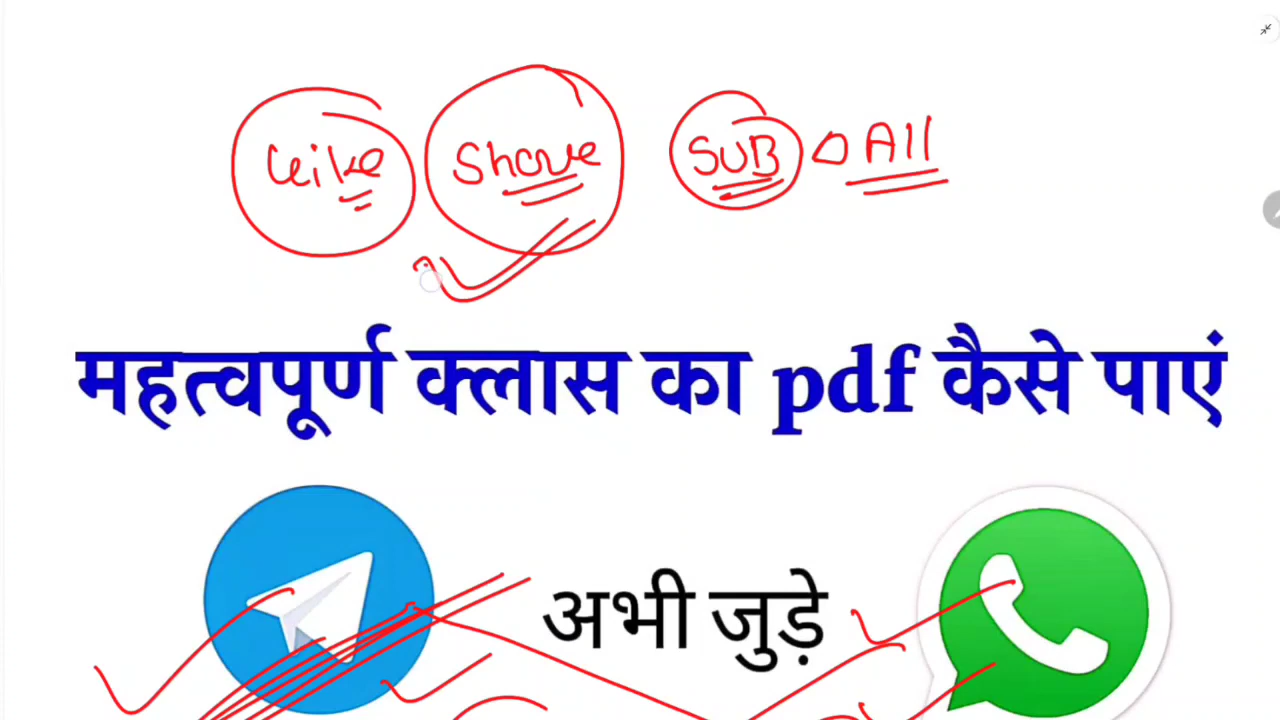 Like Share SUB All
महत्वपूर्ण क्लास का pdf कैसे पाएं
अभी जुड़े